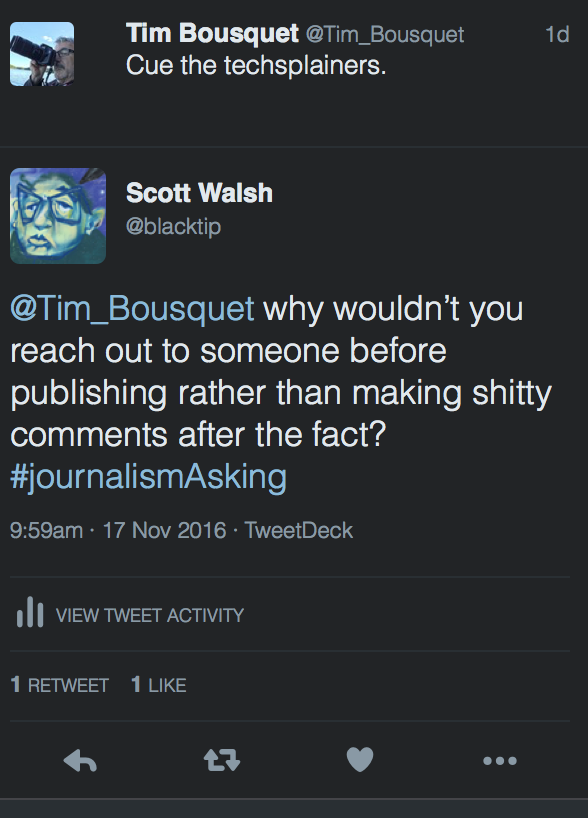 Tim Bousquet @Tim_Bousquet 1d
Cue the techsplainers.
Scott Walsh
@blacktip
@Tim_Bousquet why wouldn't you
reach out to someone before
publishing rather than making shitty
comments after the fact?
#journalismAsking
9:59am · 17 Nov 2016 · TweetDeck
VIEW TWEET ACTIVITY
1 RETWEET 1 LIKE